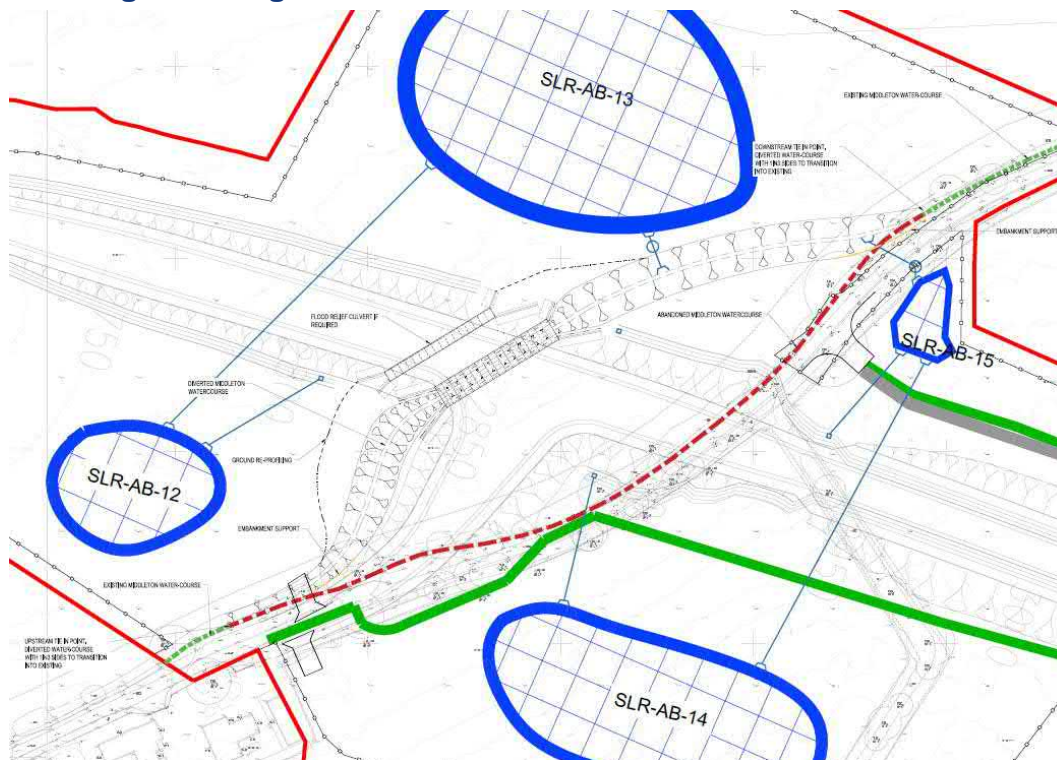 SLR-AB-13
EXISTING MIDDLETON WATER-COURSE
DOWNSTREAM TIE IN POINT,
DIVERTED WATER-COURSE
WITH 1IN3 SIDES TO TRANSITION
INTO EXISTING
EMBANKMENT SUPPORT
FLOOD RELIEF CULVERT IF
REQUIRED
ABANDONED MIDDLETON WATERCOURSE
SLR-AB-15
DIVERTED MIDDLETON
WATERCOURSE
GROUND RE-PROFILING
SLR-AB-12
EMBANKMENT SUPPORT
EXISTING MIDDLETON WATER-COURSE
UPSTREAM TIE IN POINT,
DIVERTED WATER-COURSE
WITH 1IN3 SIDES TO TRANSITION
INTO EXISTING
SLR-AB-14